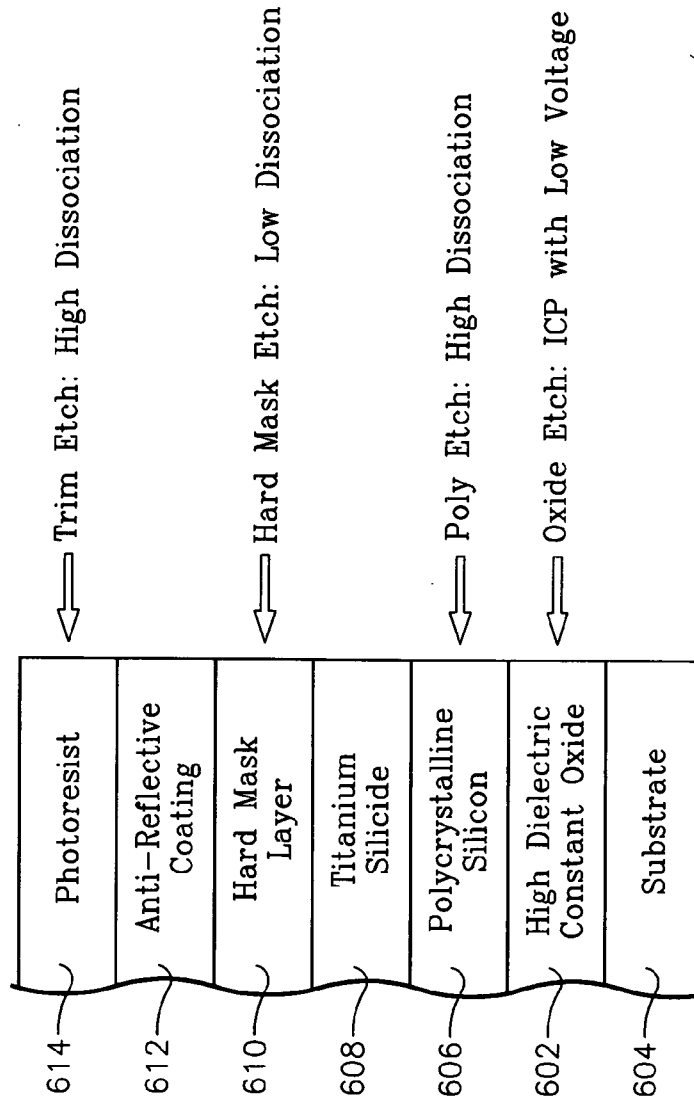 614
Photoresist
Trim Etch: High Dissociation
612
Anti-Reflective
Coating
610
Hard Mask
Layer
Hard Mask Etch: Low Dissociation
608
Titanium
Silicide
606
Polycrystalline
Silicon
Poly Etch: High Dissociation
602
High Dielectric
Constant Oxide
Oxide Etch: ICP with Low Voltage
604
Substrate